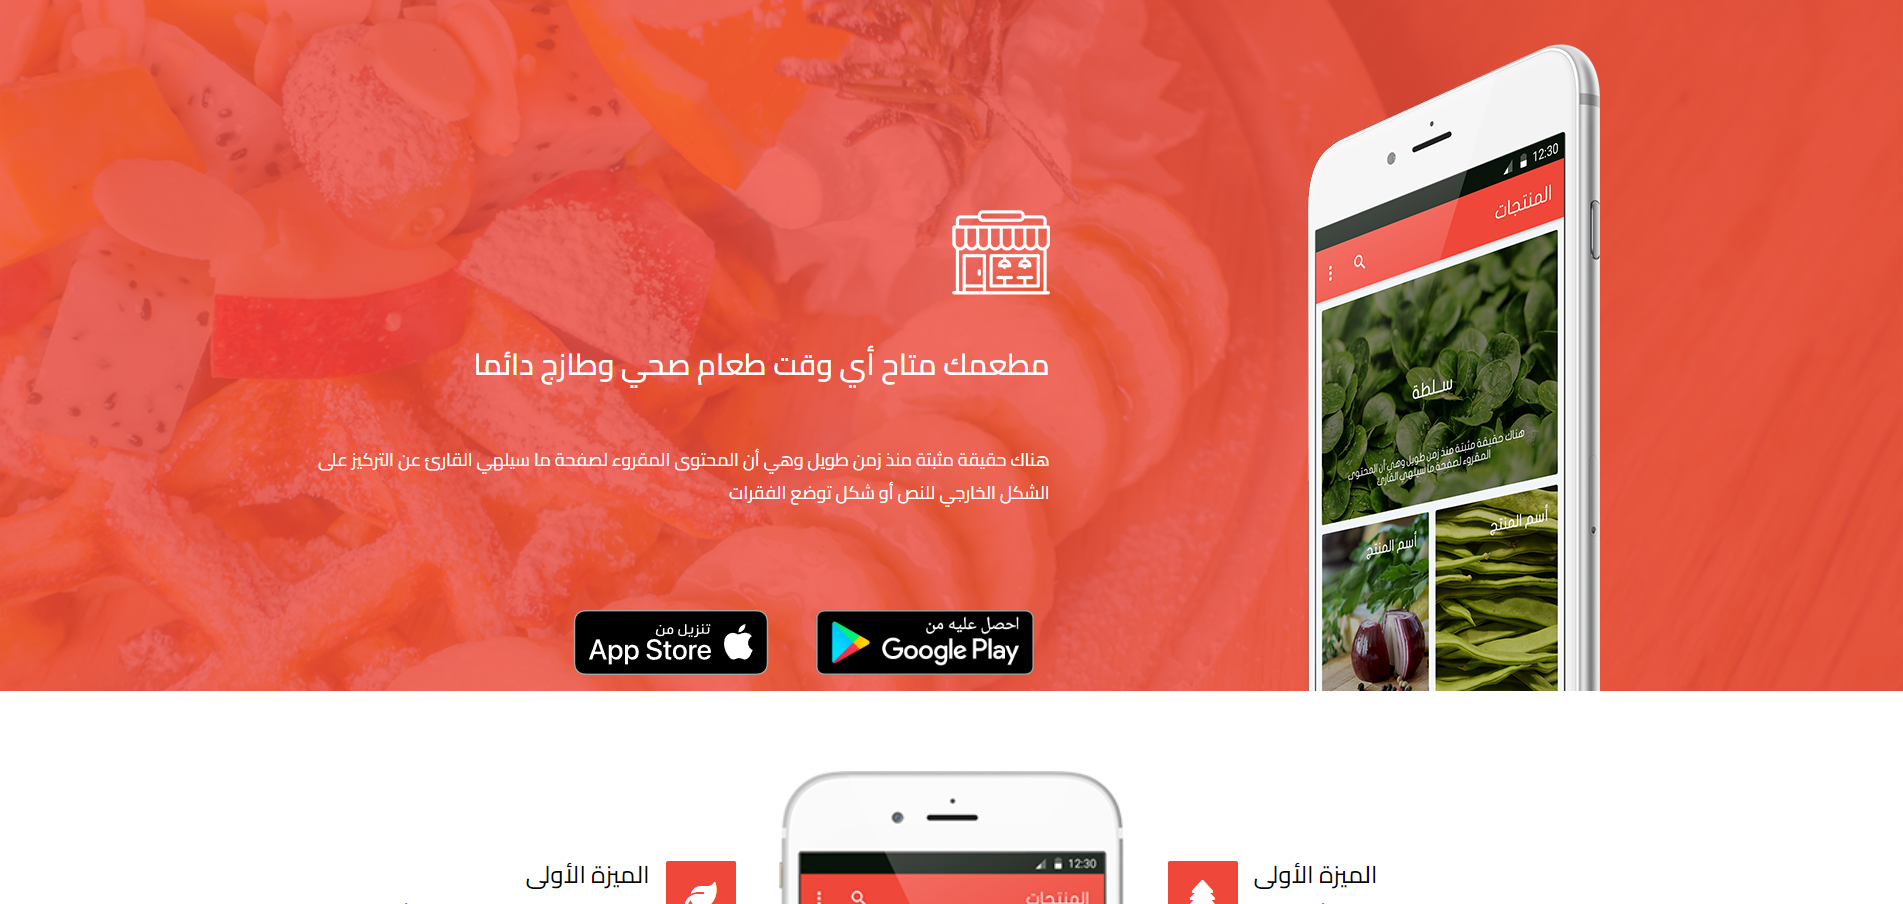 12:30
المنتجات
سلطة
هناك حقيقة مثبتة منذ زمن طويل وهي أن المحتوى
المقروء لصفحة ما سيلهي القارئ
أسم المنتج
أسم المنتج
مطعمك متاح أي وقت طعام صحي وطازج دائما
هناك حقيقة مثبتة منذ زمن طويل وهي أن المحتوى المقروء لصفحة ما سيلهي القارئ عن التركيز على
الشكل الخارجي للنص أو شكل توضع الفقرات
احصل عليه من
Google Play
تنزيل من
App Store
الميزة الأولى
12:30
المنتجات
الميزة الأولى